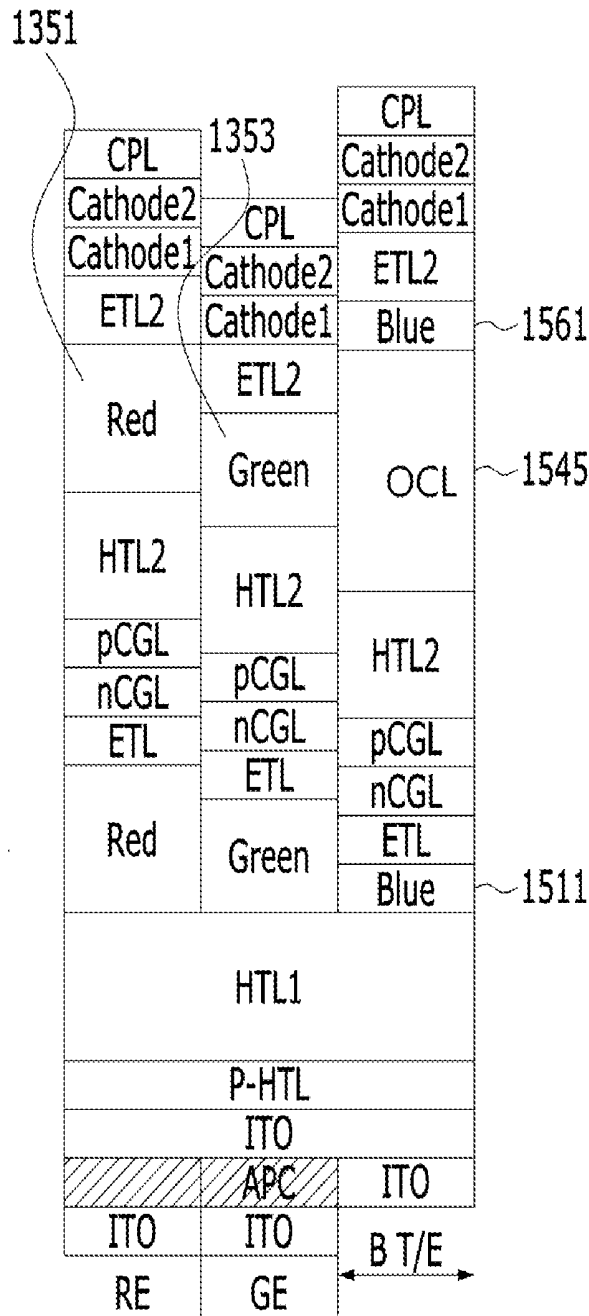 1351
1353
CPL
Cathode2
Cathode1
ETL2
Red
HTL2
pCGL
nCGL
ETL
Red
CPL
Cathode2
Cathode1
ETL2
Green
HTL2
pCGL
nCGL
ETL
Green
CPL
Cathode2
Cathode1
ETL2
Blue
1561
OCL
1545
HTL2
pCGL
nCGL
ETL
Blue
1511
HTL1
P-HTL
ITO
APC ITO
ITO ITO B T/E
RE GE